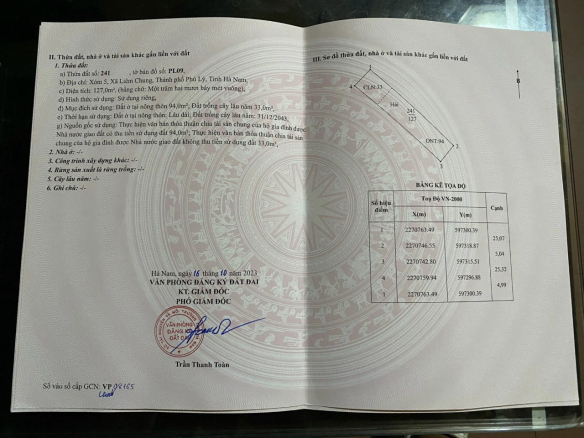 II. Thửa đất, nhà ở và tài sản khác gắn liền với đất
1. Thửa đất:
a) Thửa đất số: 241 , tờ bản đồ số: PL09,
b) Địa chỉ: Xóm 5, Xã Liêm Chung, Thành phố Phủ Lý, Tỉnh Hà Nam,
c) Diện tích: 127,0m², (bằng chữ: Một trăm hai mươi bảy mét vuông),
d) Hình thức sử dụng: Sử dụng riêng,
đ) Mục đích sử dụng: Đất ở tại nông thôn 94,0m²; Đất trồng cây lâu năm 33,0m²,
e) Thời hạn sử dụng: Đất ở tại nông thôn: Lâu dài; Đất trồng cây lâu năm: 31/12/2043,
g) Nguồn gốc sử dụng: Thực hiện văn bản thỏa thuận chia tài sản chung của hộ gia đình được
Nhà nước giao đất có thu tiền sử dụng đất 94,0m²; Thực hiện văn bản thỏa thuận chia tài sản
chung của hộ gia đình được Nhà nước giao đất không thu tiền sử dụng đất 33,0m²,
2. Nhà ở: -/-
3. Công trình xây dựng khác: -/-
4. Rừng sản xuất là rừng trồng: -/-
5. Cây lâu năm: -/-
6. Ghi chú: -/-
Hà Nam, ngày 16 tháng 10 năm 2023
VĂN PHÒNG ĐĂNG KÝ ĐẤT ĐAI
KT. GIÁM ĐỐC
PHÓ GIÁM ĐỐC
VĂN PHÒNG
ĐĂNG KÝ
ĐẤT ĐAI
Trần Thanh Toàn
Số vào sổ cấp GCN: VP
III. Sơ đồ thửa đất, nhà ở và tài sản khác gắn liền với đất
1
4
CLN:33
Hải
241
127
ONT:94
2
3
BẢNG KÊ TỌA ĐỘ
Số hiệu điểm Toạ Độ VN-2000 Cạnh
X(m) Y(m)
1 2270763.49 597300.39
25,07
2 2270746.55 597318.87
5,04
3 2270742.80 597315.51
25,32
4 2270759.94 597296.88
4,99
1 2270763.49 597300.39